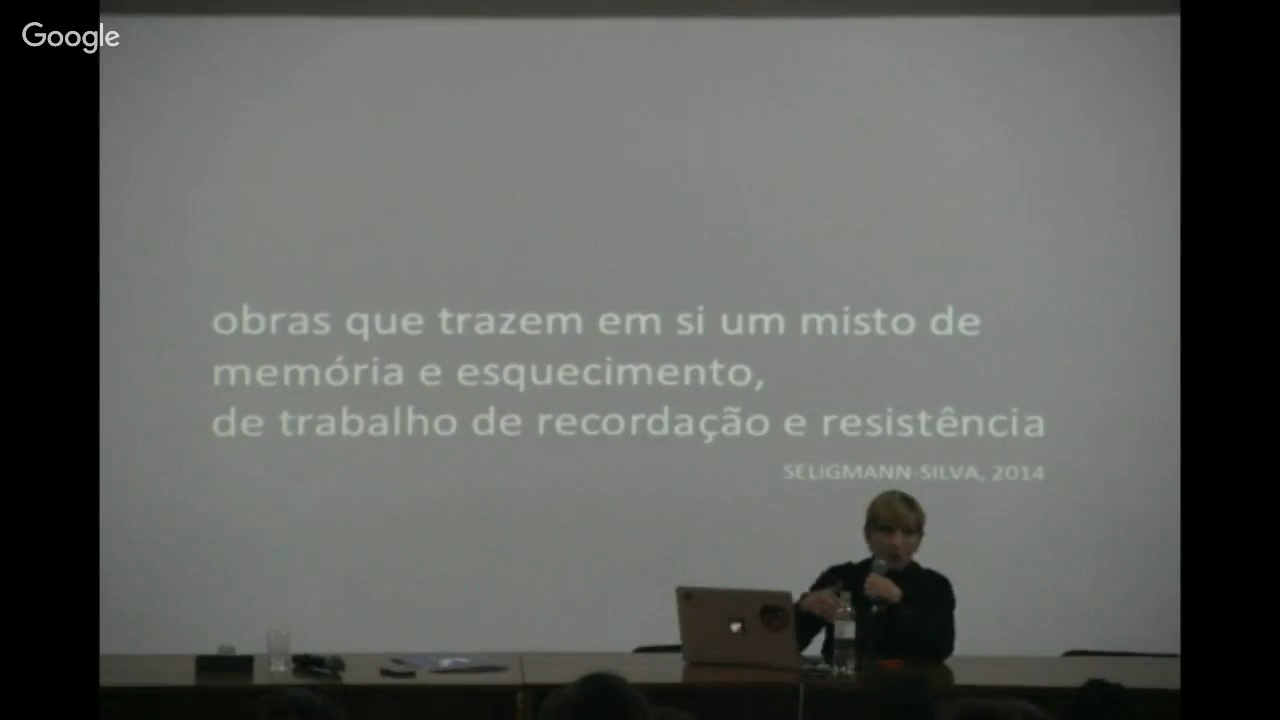 Google
obras que trazem em si um misto de
memória e esquecimento,
de trabalho de recordação e resistência
SELIGMANN-SILVA, 2014